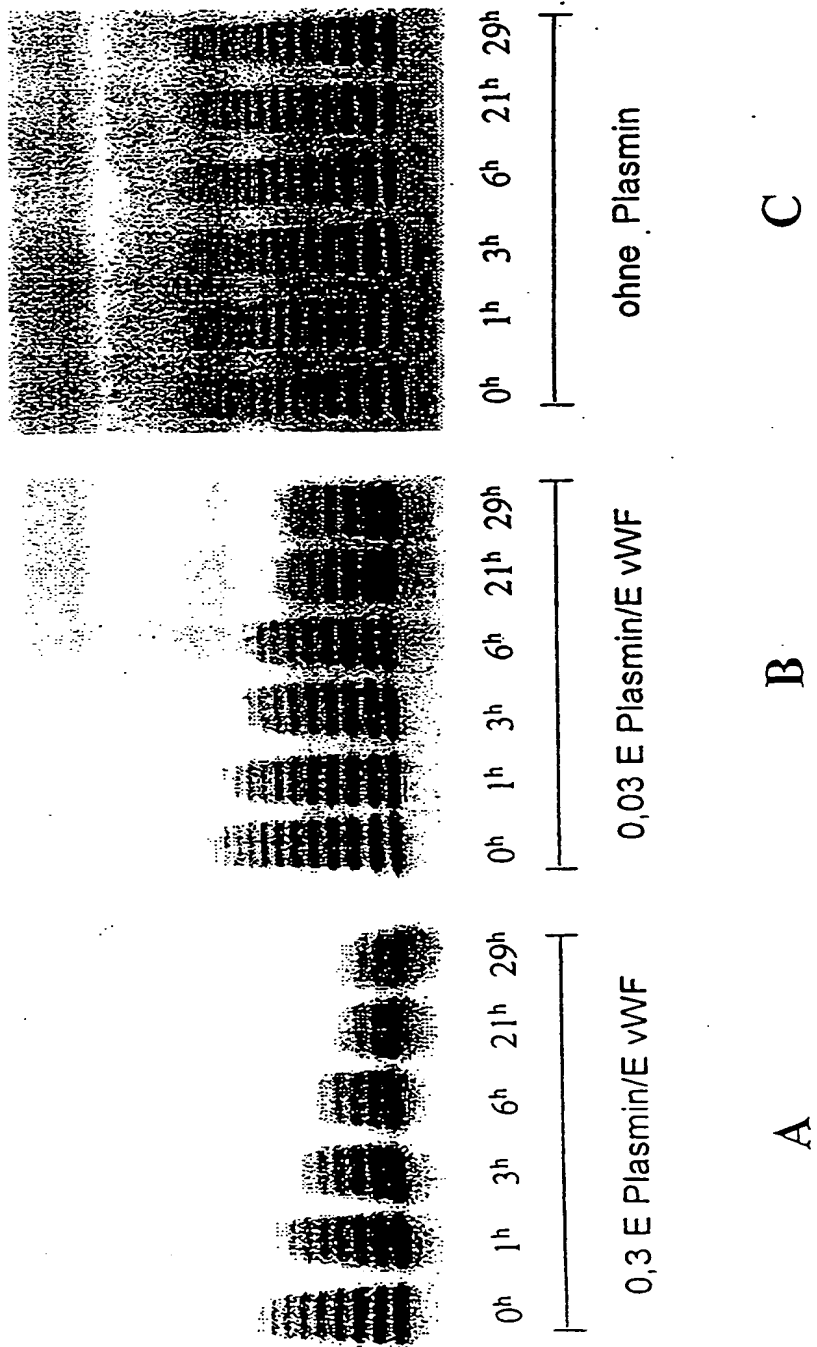 0h 1h 3h 6h 21h 29h
0,3 E Plasmin/E vWF
A
0h 1h 3h 6h 21h 29h
0,03 E Plasmin/E vWF
B
0h 1h 3h 6h 21h 29h
ohne Plasmin
C